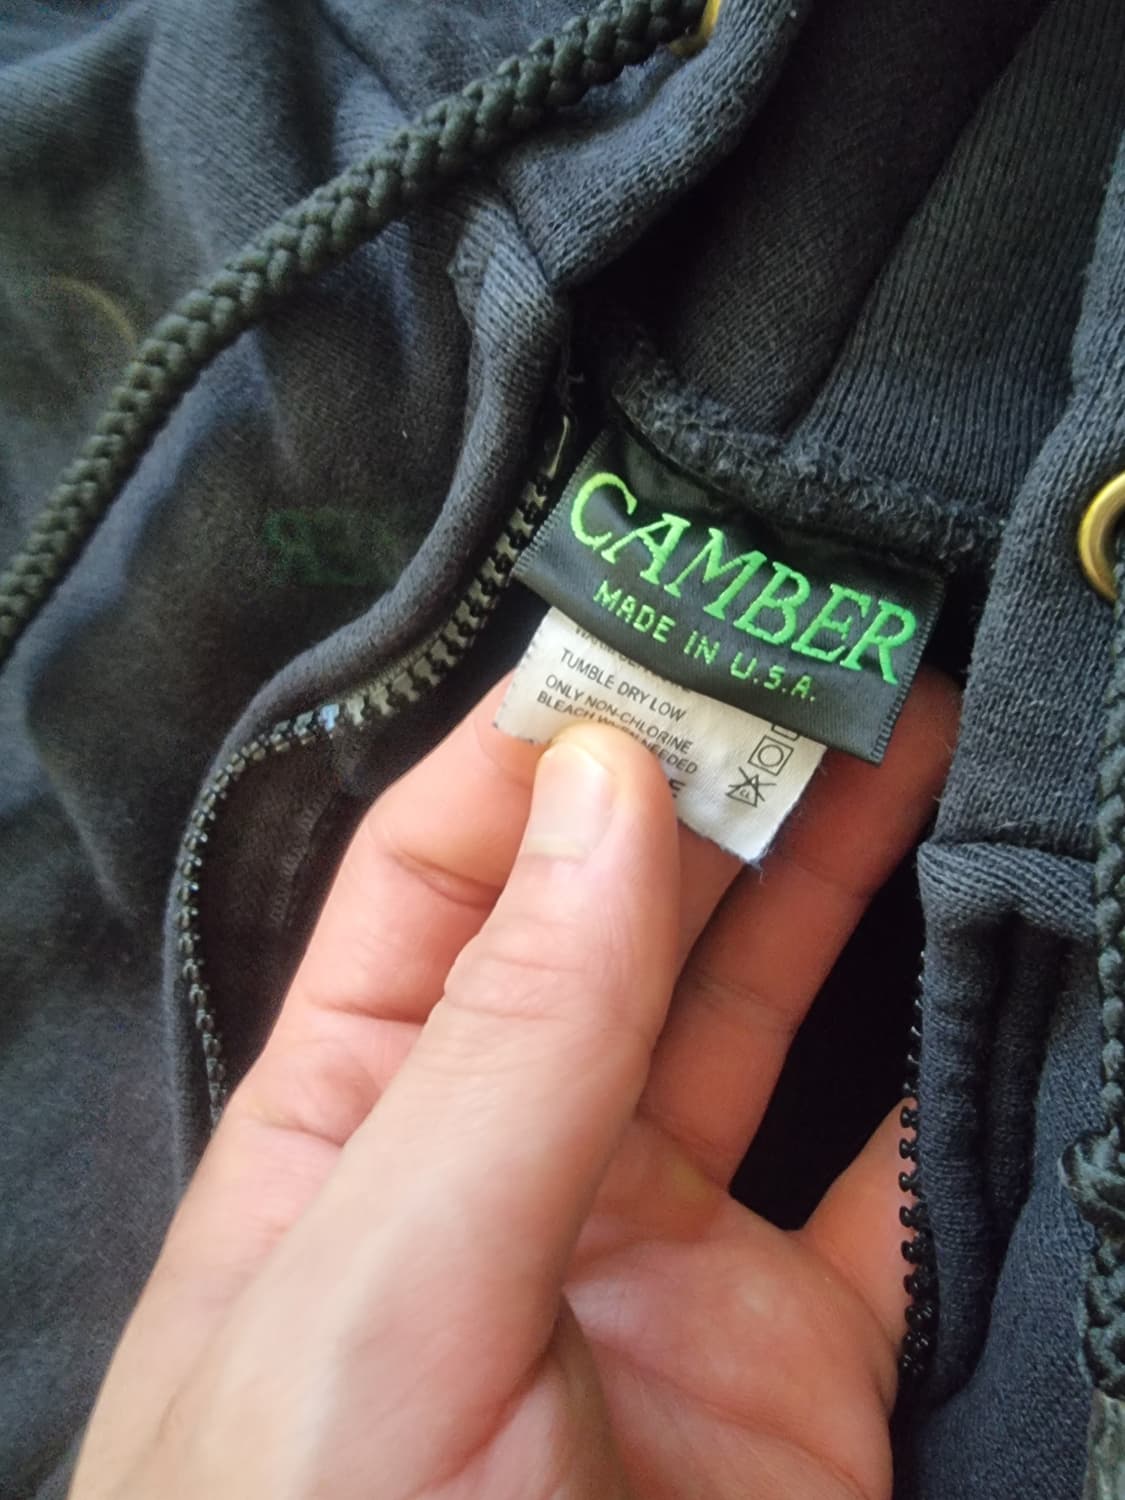 CAMBER
MADE IN U.S.A.
TUMBLE DRY LOW
ONLY NON-CHLORINE
BLEACH WHEN NEEDED